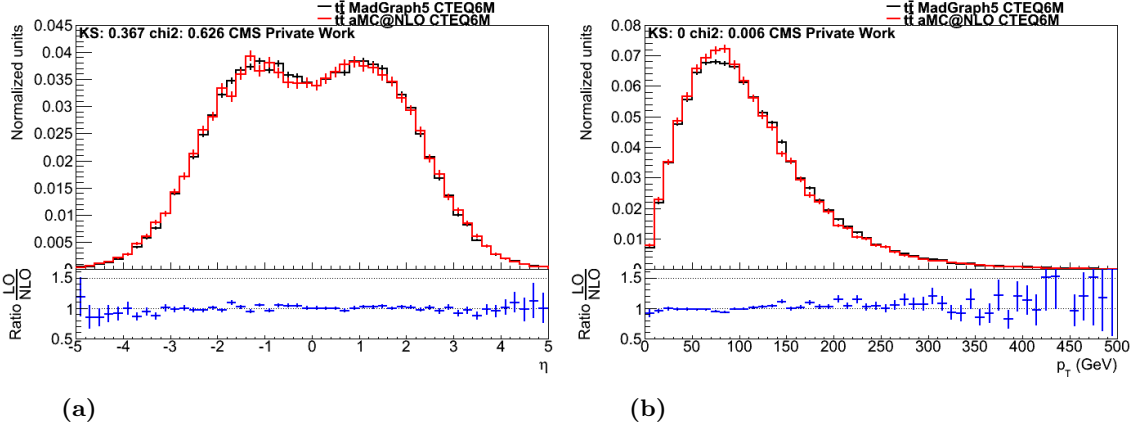 tt̄ MadGraph5 CTEQ6M
tt̄ aMC@NLO CTEQ6M
KS: 0.367 chi2: 0.626 CMS Private Work
Normalized units
0.045
0.04
0.035
0.03
0.025
0.02
0.015
0.01
0.005
0
Ratio LO/NLO
1.5
1
0.5
-5 -4 -3 -2 -1 0 1 2 3 4 5
η
(a)
tt̄ MadGraph5 CTEQ6M
tt̄ aMC@NLO CTEQ6M
KS: 0 chi2: 0.006 CMS Private Work
Normalized units
0.08
0.07
0.06
0.05
0.04
0.03
0.02
0.01
0
Ratio LO/NLO
1.5
1
0.5
0 50 100 150 200 250 300 350 400 450 500
p_T (GeV)
(b)